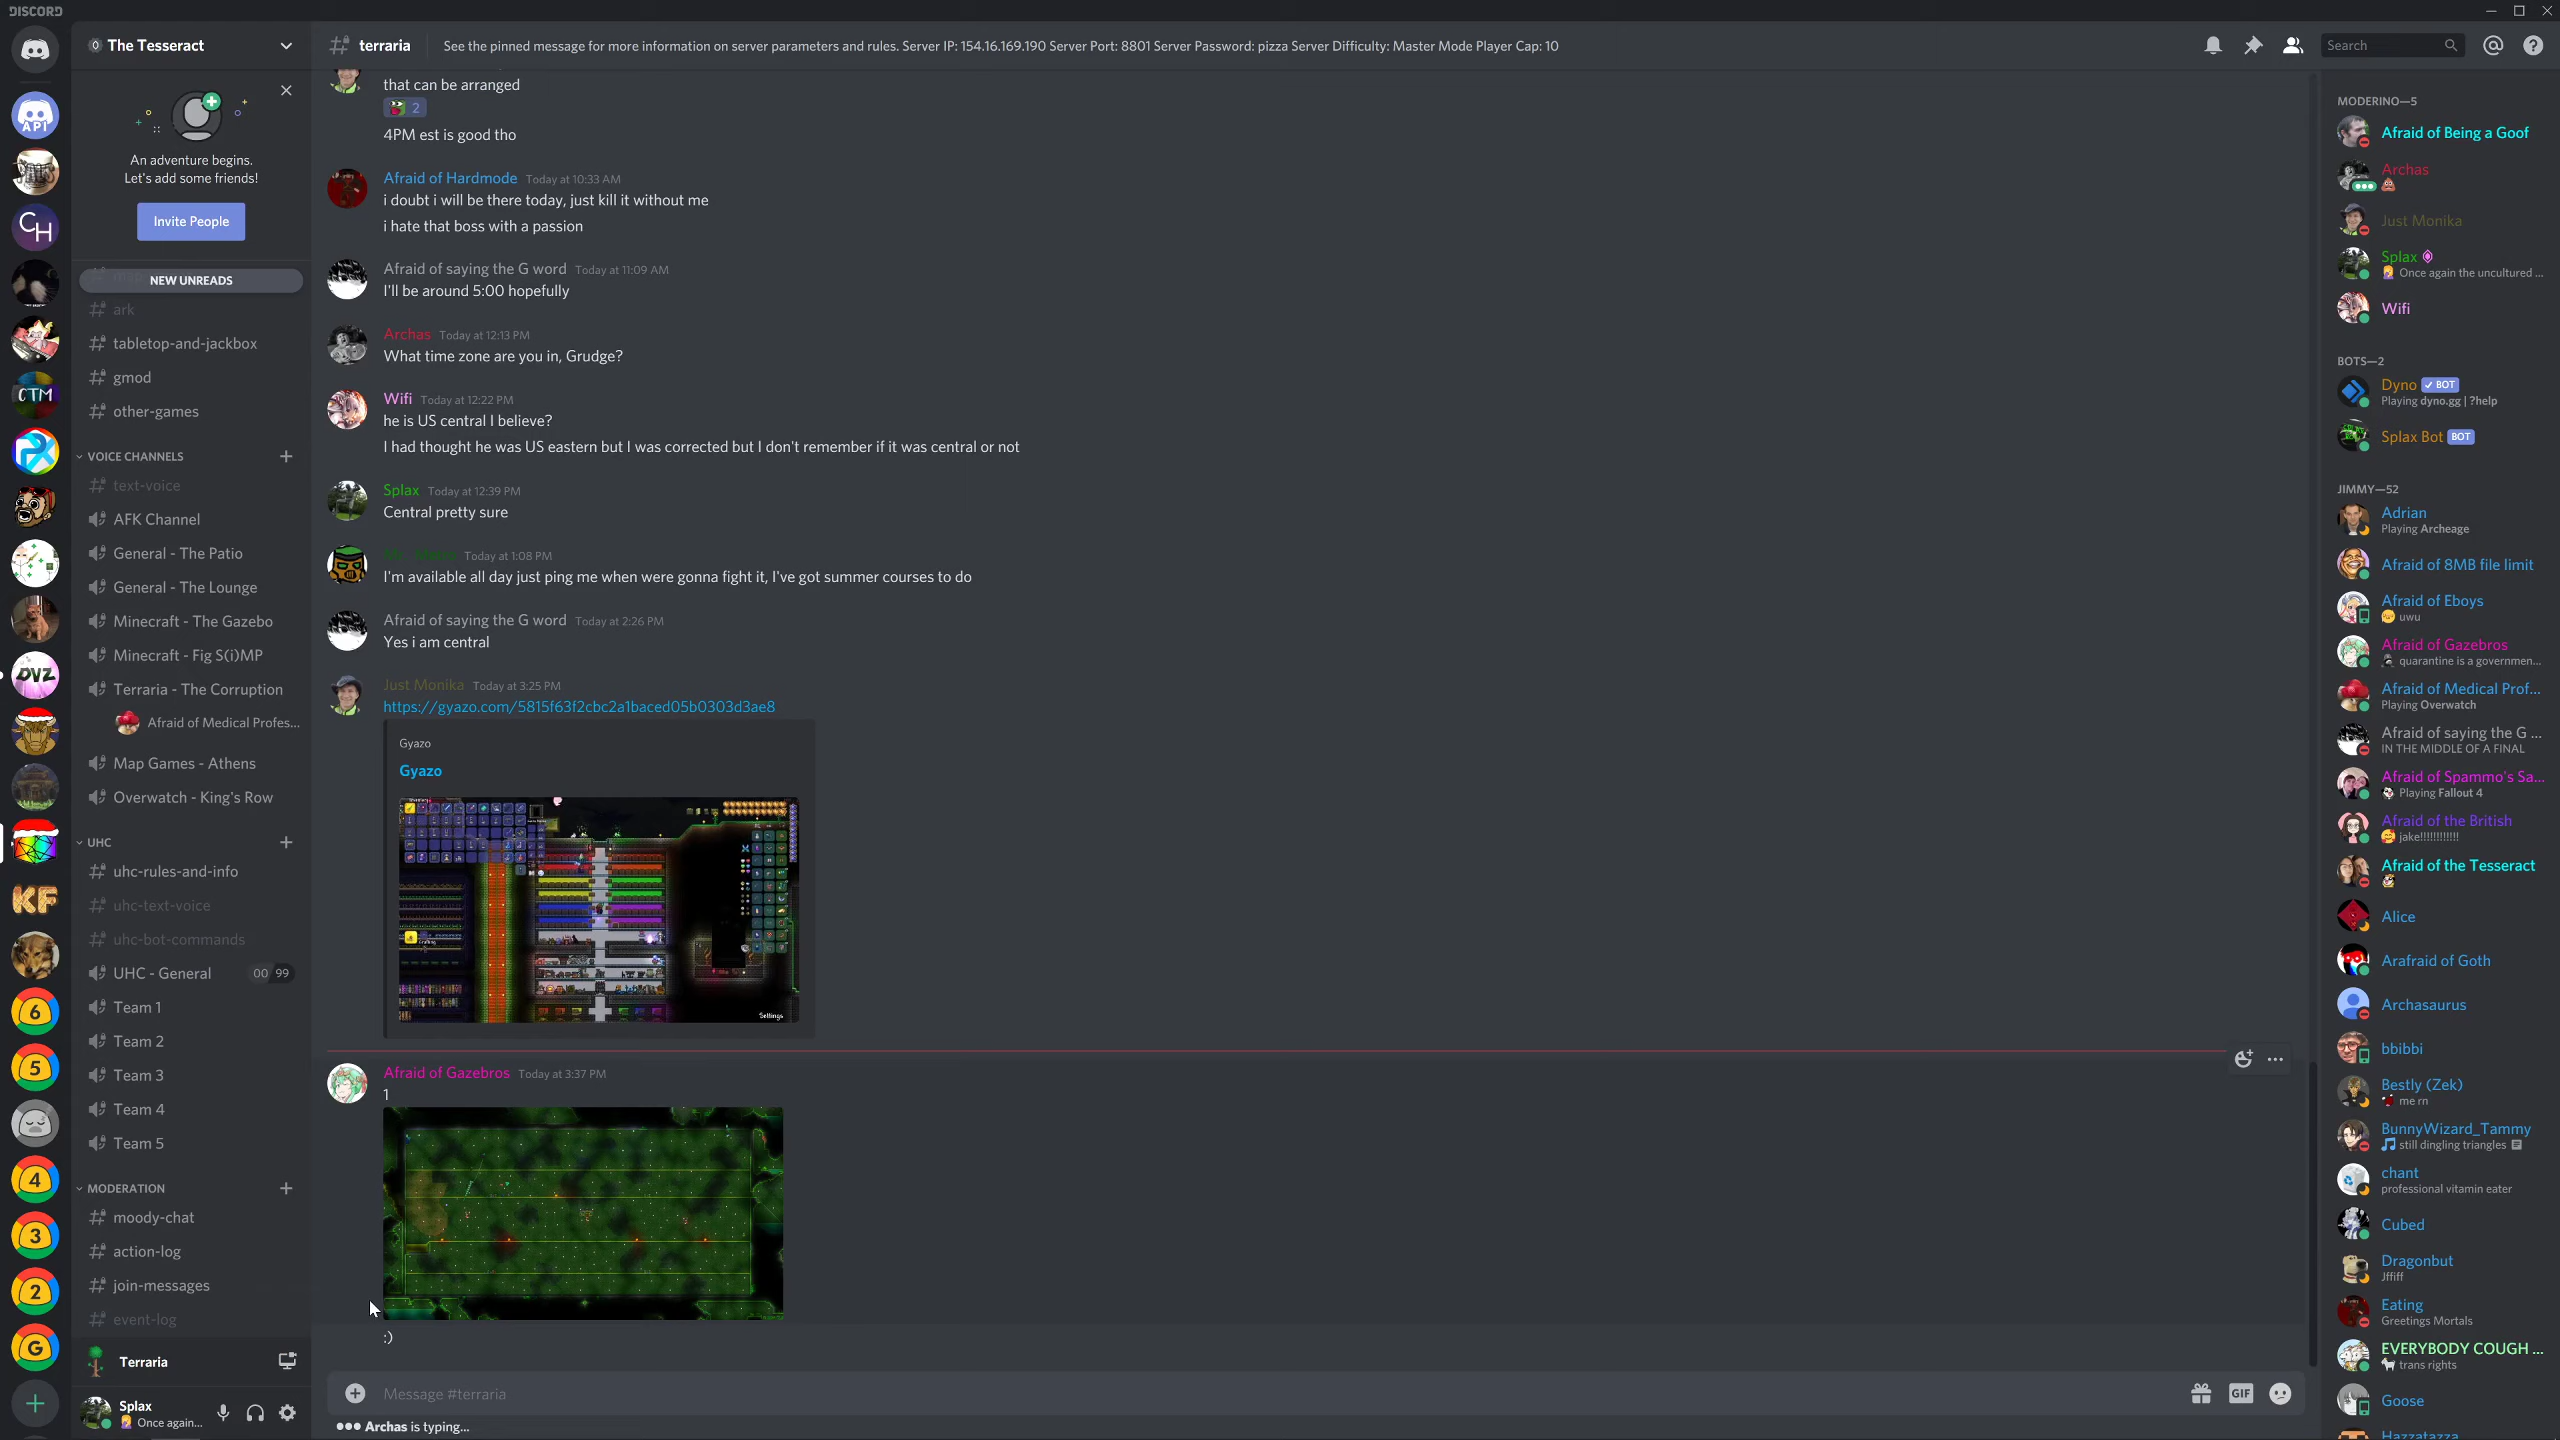 DISCORD
The Tesseract
terraria
See the pinned message for more information on server parameters and rules. Server IP: 154.16.169.190 Server Port: 8801 Server Password: pizza Server Difficulty: Master Mode Player Cap: 10
Search
API
CH
CTM
DVZ
KF
6
5
4
3
2
G
An adventure begins.
Let's add some friends!
Invite People
NEW UNREADS
ark
tabletop-and-jackbox
gmod
other-games
VOICE CHANNELS
text-voice
AFK Channel
General - The Patio
General - The Lounge
Minecraft - The Gazebo
Minecraft - Fig S(i)MP
Terraria - The Corruption
Afraid of Medical Profes...
Map Games - Athens
Overwatch - King's Row
UHC
uhc-rules-and-info
uhc-text-voice
uhc-bot-commands
UHC - General 00 99
Team 1
Team 2
Team 3
Team 4
Team 5
MODERATION
moody-chat
action-log
join-messages
event-log
Terraria
Splax
Once again...
that can be arranged
2
4PM est is good tho
Afraid of Hardmode Today at 10:33 AM
i doubt i will be there today, just kill it without me
i hate that boss with a passion
Afraid of saying the G word Today at 11:09 AM
I'll be around 5:00 hopefully
Archas Today at 12:13 PM
What time zone are you in, Grudge?
Wifi Today at 12:22 PM
he is US central I believe?
I had thought he was US eastern but I was corrected but I don't remember if it was central or not
Splax Today at 12:39 PM
Central pretty sure
Today at 1:08 PM
I'm available all day just ping me when were gonna fight it, I've got summer courses to do
Afraid of saying the G word Today at 2:26 PM
Yes i am central
Just Monika Today at 3:25 PM
https://gyazo.com/5815f63f2cbc2a1baced05b0303d3ae8
Gyazo
Gyazo
Settings
Afraid of Gazebros Today at 3:37 PM
1
:)
Message #terraria
GIF
Archas is typing...
MODERINO—5
Afraid of Being a Goof
Archas
Just Monika
Splax
Once again the uncultured ...
Wifi
BOTS—2
Dyno BOT
Playing dyno.gg | ?help
Splax Bot BOT
JIMMY—52
Adrian
Playing Archeage
Afraid of 8MB file limit
Afraid of Eboys
uwu
Afraid of Gazebros
quarantine is a governmen...
Afraid of Medical Prof...
Playing Overwatch
Afraid of saying the G ...
IN THE MIDDLE OF A FINAL
Afraid of Spammo's Sa...
Playing Fallout 4
Afraid of the British
jake!!!!!!!!!!!!
Afraid of the Tesseract
Alice
Arafraid of Goth
Archasaurus
bbibbi
Bestly (Zek)
me rn
BunnyWizard_Tammy
still dingling triangles
chant
professional vitamin eater
Cubed
Dragonbut
Jffiff
Eating
Greetings Mortals
EVERYBODY COUGH ...
trans rights
Goose
Hazzatazza